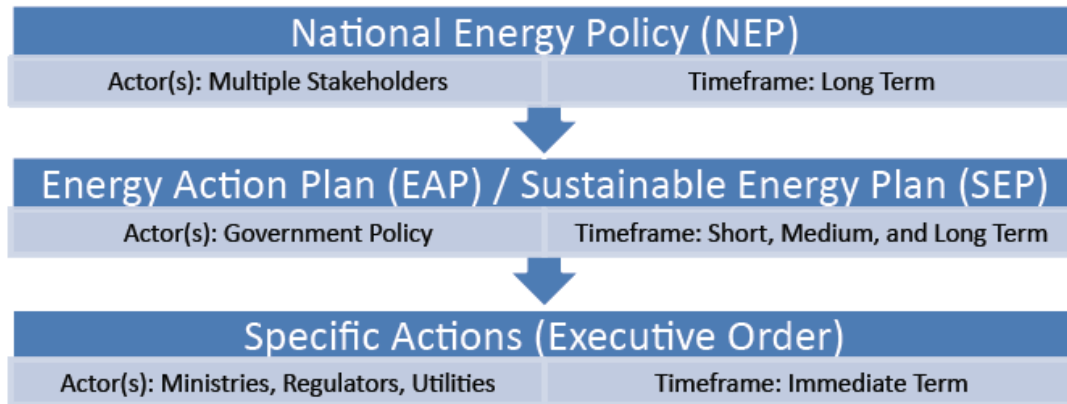 National Energy Policy (NEP)
Actor(s): Multiple Stakeholders
Timeframe: Long Term
Energy Action Plan (EAP) / Sustainable Energy Plan (SEP)
Actor(s): Government Policy
Timeframe: Short, Medium, and Long Term
Specific Actions (Executive Order)
Actor(s): Ministries, Regulators, Utilities
Timeframe: Immediate Term